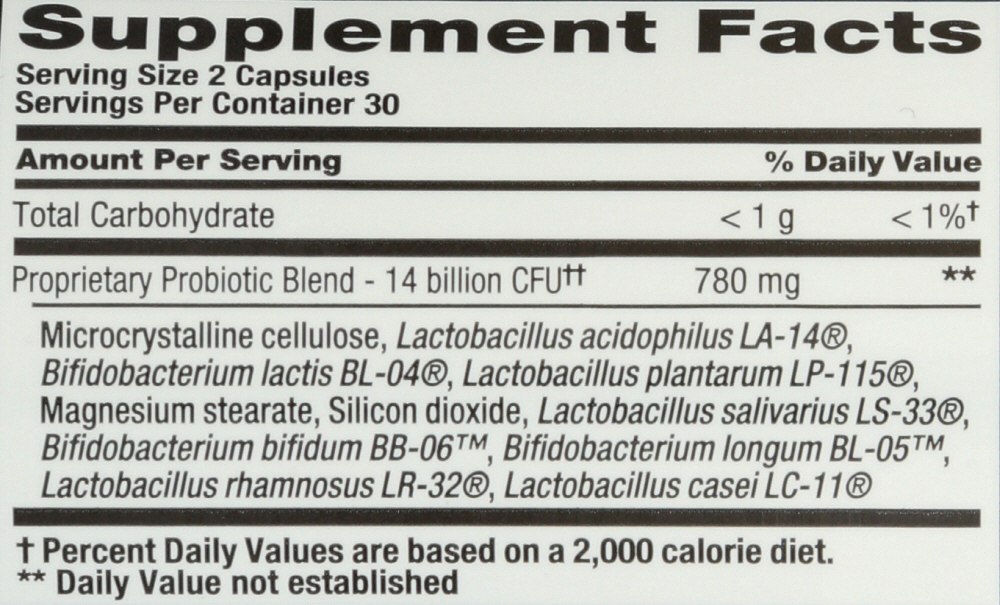 Supplement Facts
Serving Size 2 Capsules
Servings Per Container 30
Amount Per Serving % Daily Value
Total Carbohydrate < 1 g < 1%†
Proprietary Probiotic Blend - 14 billion CFU†† 780 mg **
Microcrystalline cellulose, Lactobacillus acidophilus LA-14®,
Bifidobacterium lactis BL-04®, Lactobacillus plantarum LP-115®,
Magnesium stearate, Silicon dioxide, Lactobacillus salivarius LS-33®,
Bifidobacterium bifidum BB-06™, Bifidobacterium longum BL-05™,
Lactobacillus rhamnosus LR-32®, Lactobacillus casei LC-11®
† Percent Daily Values are based on a 2,000 calorie diet.
** Daily Value not established